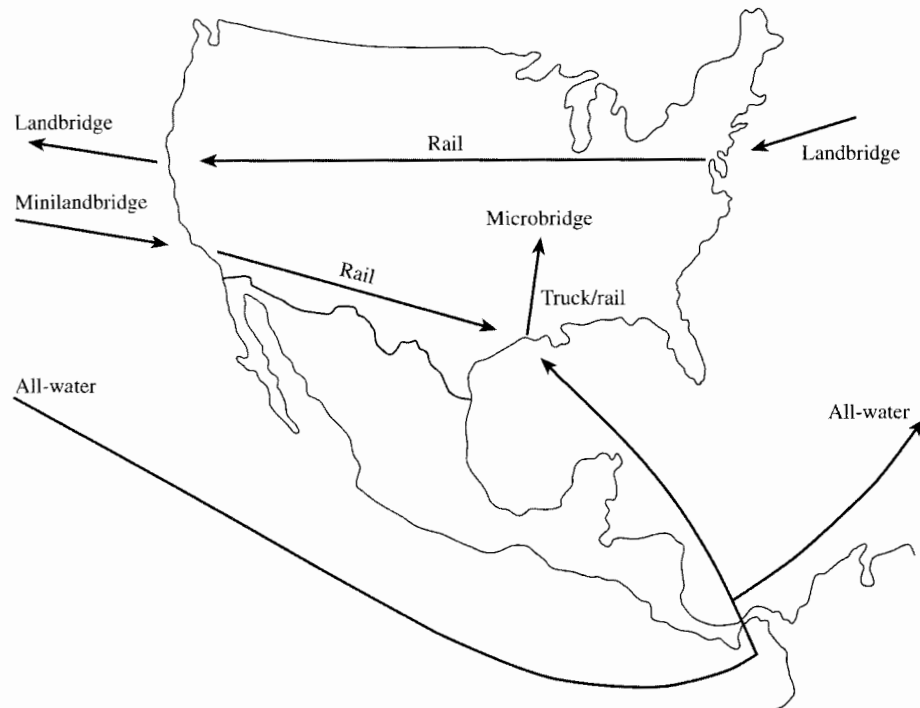 Landbridge
Rail
Landbridge
Minilandbridge
Microbridge
Rail
Truck/rail
All-water
All-water